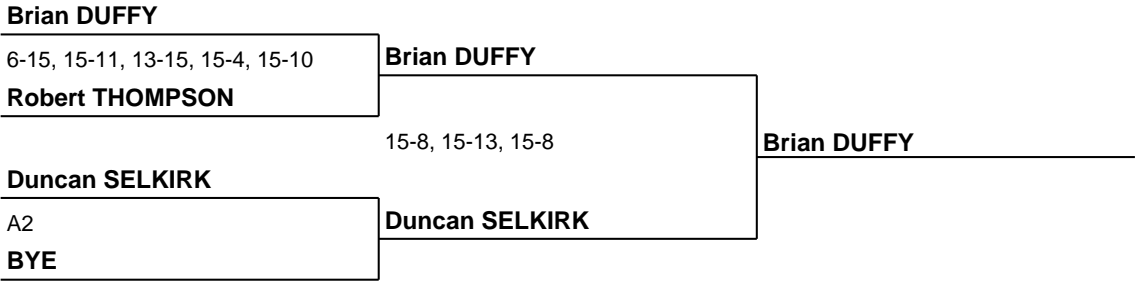 Brian DUFFY
6-15, 15-11, 13-15, 15-4, 15-10
Robert THOMPSON
Brian DUFFY
15-8, 15-13, 15-8
Brian DUFFY
Duncan SELKIRK
A2
BYE
Duncan SELKIRK